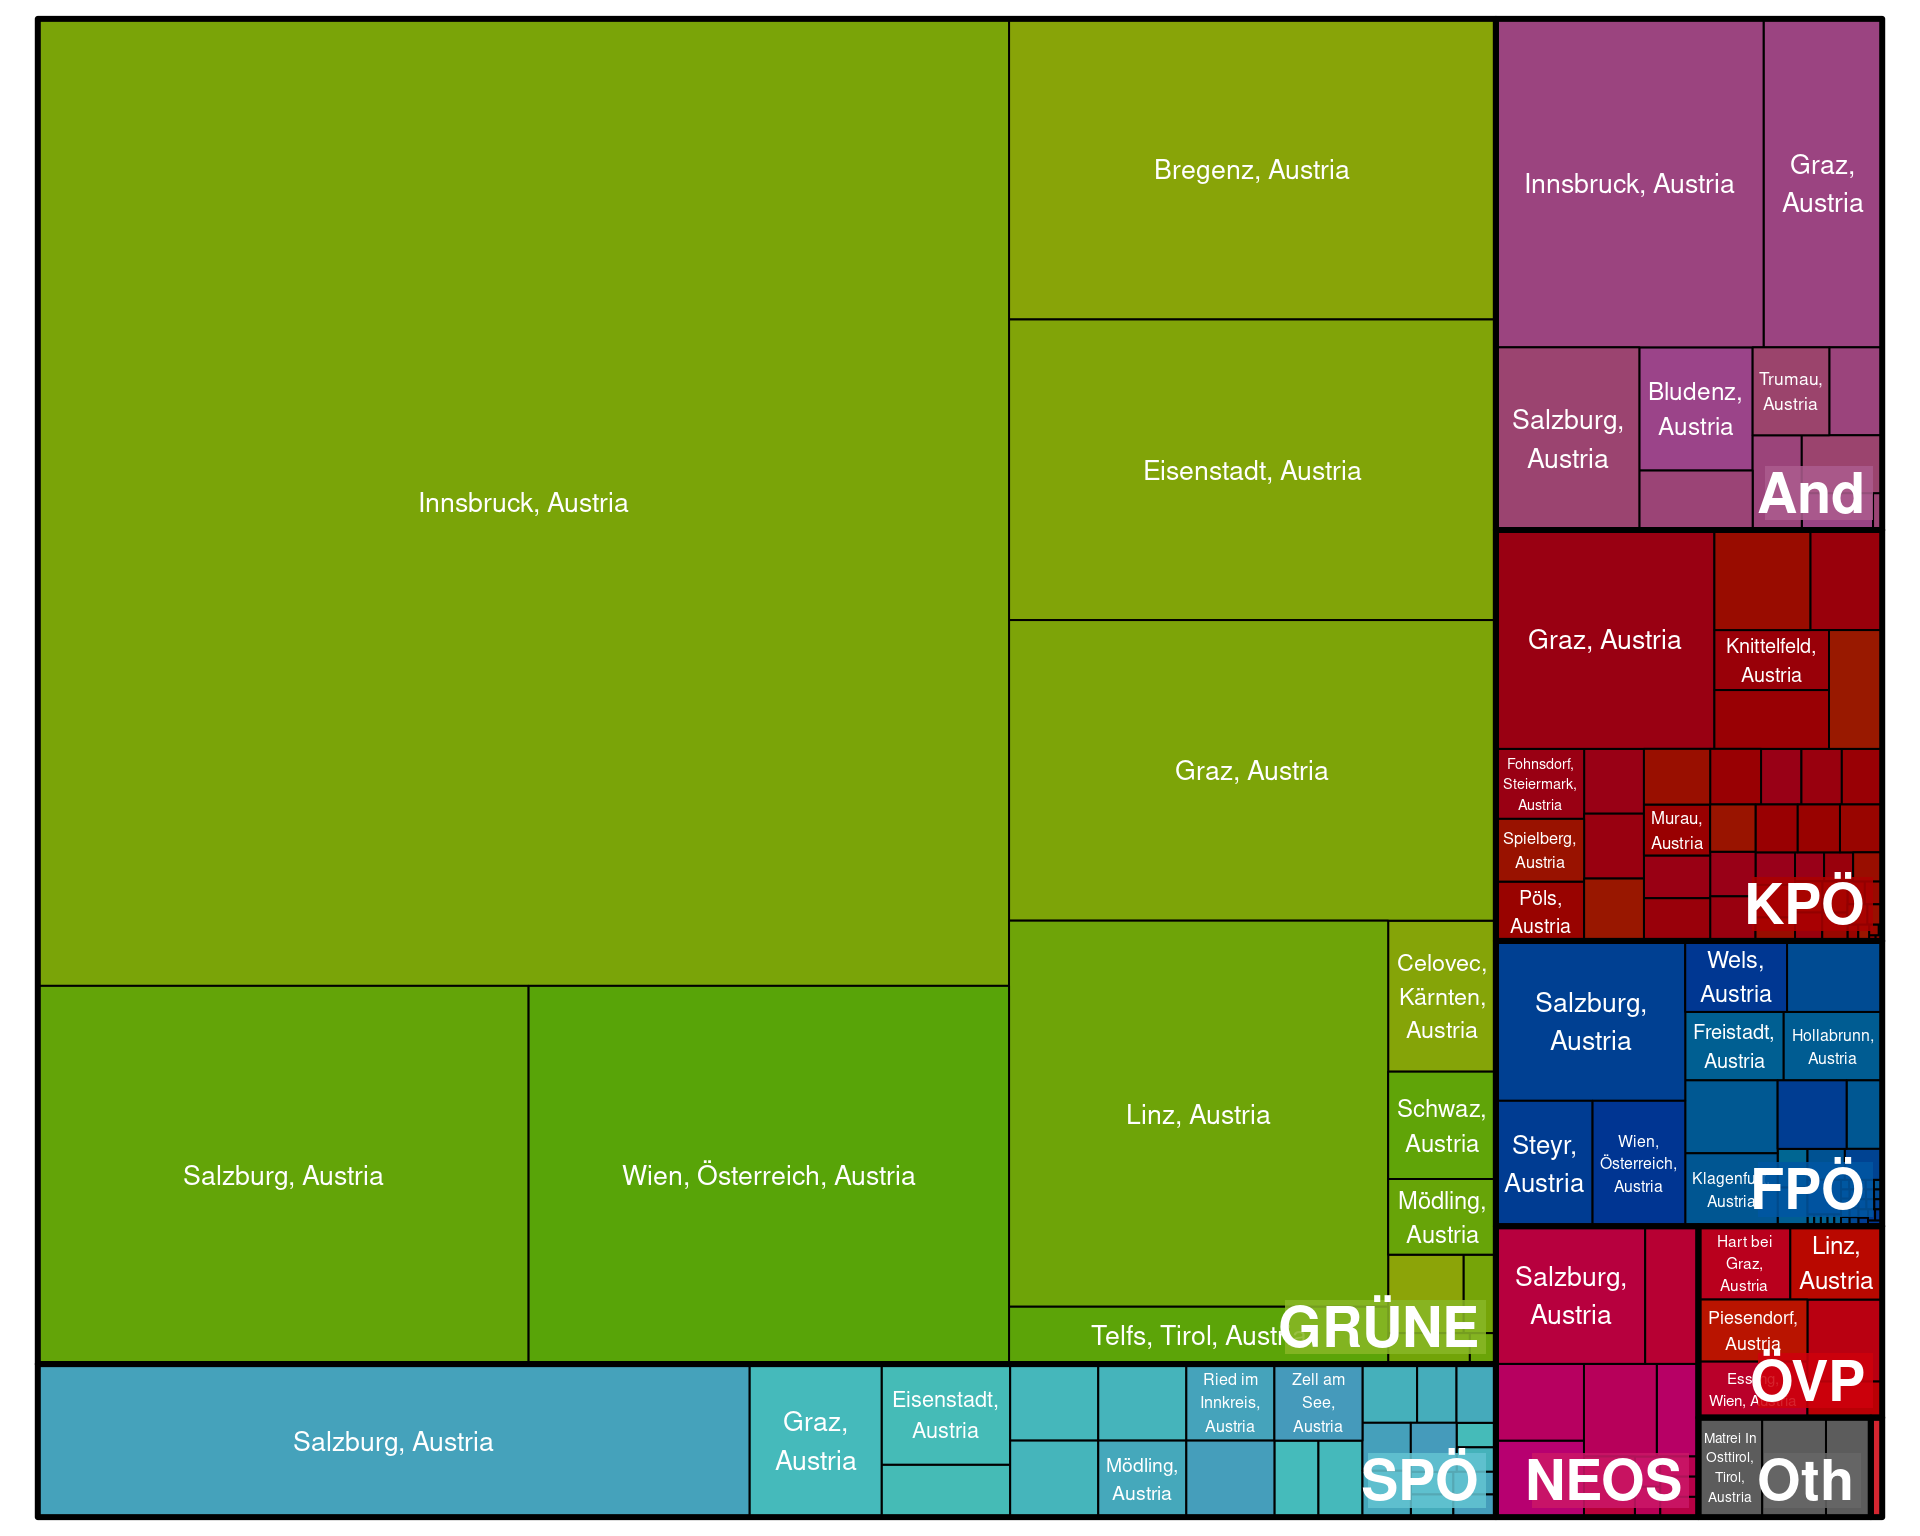 Innsbruck, Austria
Bregenz, Austria
Eisenstadt, Austria
Graz, Austria
Salzburg, Austria
Wien, Österreich, Austria
Linz, Austria
Celovec,
Kärnten,
Austria
Schwaz,
Austria
Mödling,
Austria
Telfs, Tirol, Austria
GRÜNE
Salzburg, Austria
Graz,
Austria
Eisenstadt,
Austria
Mödling,
Austria
Ried im
Innkreis,
Austria
Zell am
See,
Austria
SPÖ
Innsbruck, Austria
Graz,
Austria
Salzburg,
Austria
Bludenz,
Austria
Trumau,
Austria
And
Graz, Austria
Knittelfeld,
Austria
Fohnsdorf,
Steiermark,
Austria
Spielberg,
Austria
Pöls,
Austria
Murau,
Austria
KPÖ
Salzburg,
Austria
Wels,
Austria
Freistadt,
Austria
Hollabrunn,
Austria
Steyr,
Austria
Wien,
Österreich,
Austria
Austria
FPÖ
Salzburg,
Austria
NEOS
Hart bei
Graz,
Austria
Linz,
Austria
Piesendorf,
Austria
Essling,
Wien, Austria
ÖVP
Matrei In
Osttirol,
Tirol,
Austria
Oth